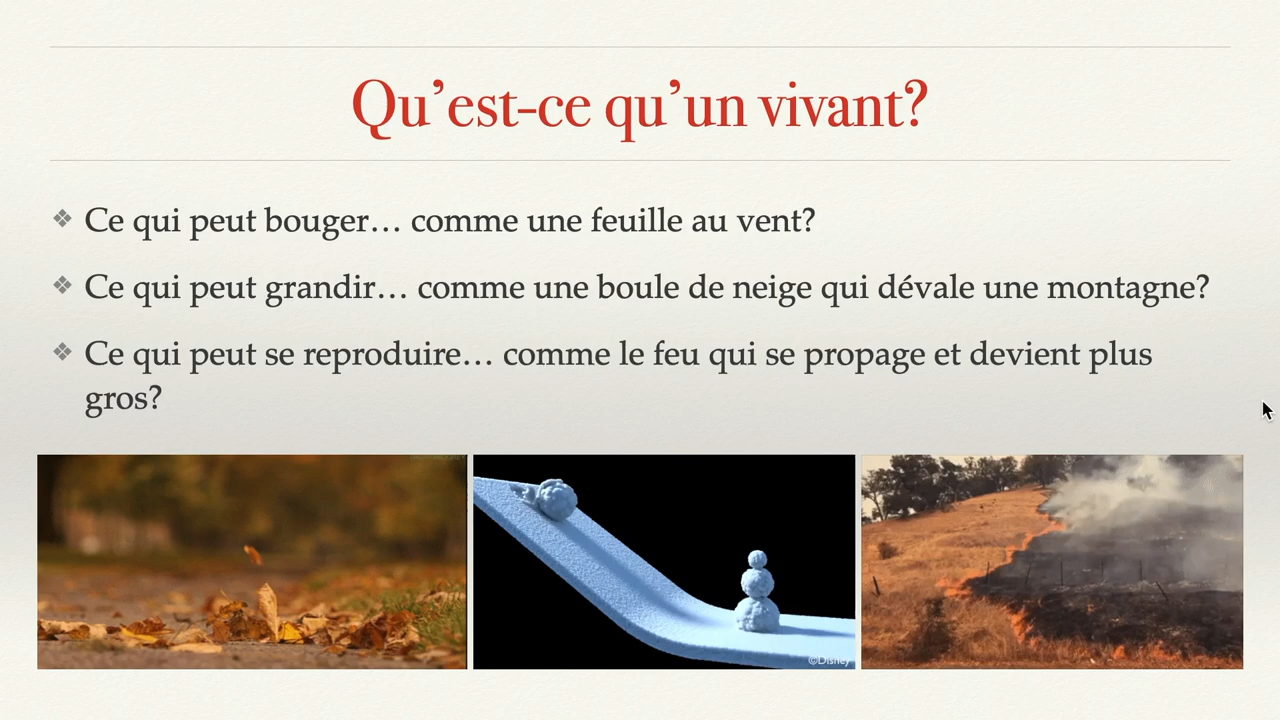 Qu’est-ce qu’un vivant?
Ce qui peut bouger… comme une feuille au vent?
Ce qui peut grandir… comme une boule de neige qui dévale une montagne?
Ce qui peut se reproduire… comme le feu qui se propage et devient plus
gros?
©Disney